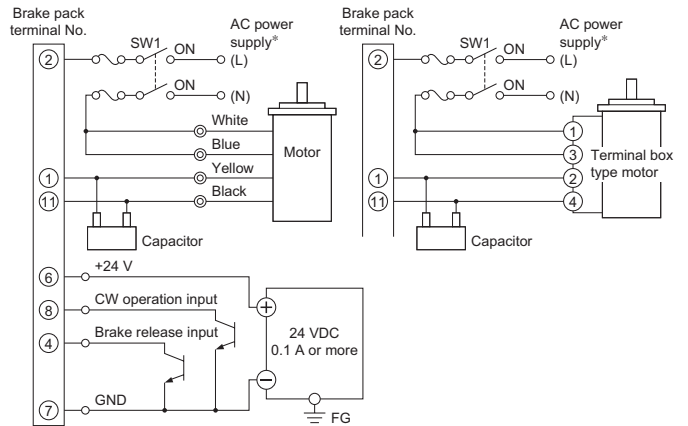 Brake pack
terminal No.
AC power
supply*
SW1
ON
2
(L)
ON
(N)
White
Blue
Motor
Yellow
1
Black
11
Capacitor
+24 V
6
CW operation input
8
+
Brake release input
24 VDC
4
0.1 A or more
−
GND
7
FG
Brake pack
terminal No.
AC power
supply*
SW1
ON
2
(L)
ON
(N)
1
3
Terminal box
type motor
1
2
11
4
Capacitor